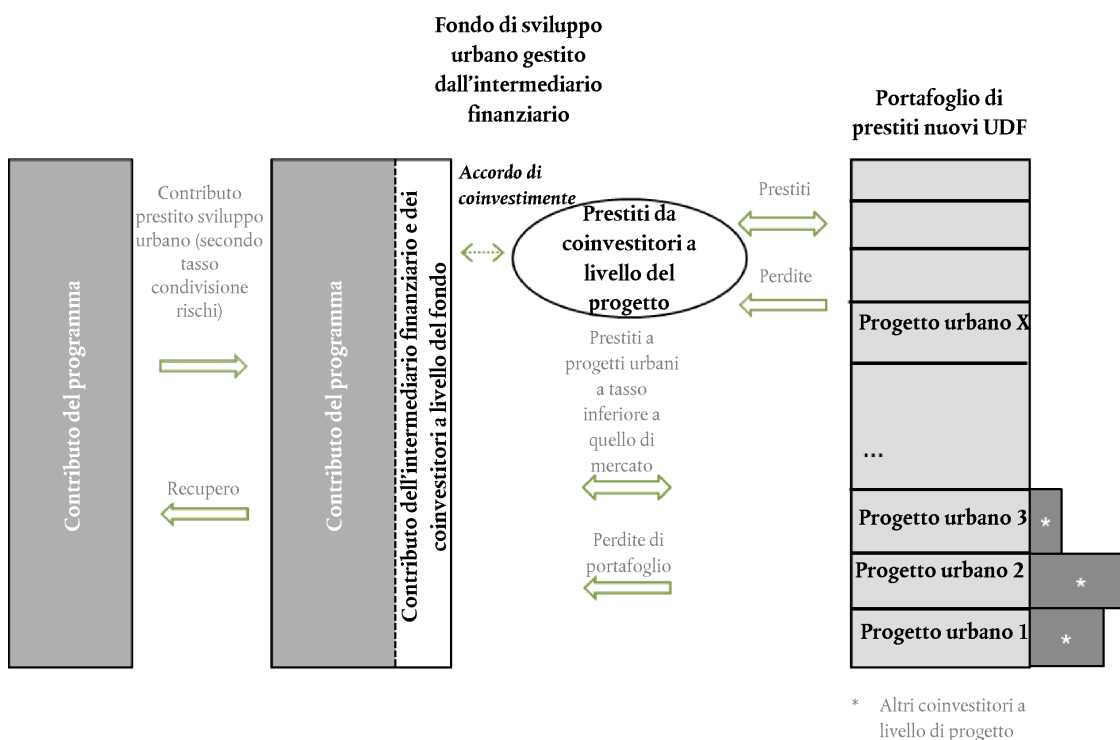 Fondo di sviluppo
urbano gestito
dall'intermediario
finanziario
Portafoglio di
prestiti nuovi UDF
Contributo del programma
Contributo
prestito sviluppo
urbano (secondo
tasso
condivisione
rischi)
Recupero
Contributo del programma
Contributo dell'intermediario finanziario e dei
coinvestitori a livello del fondo
Accordo di
coinvestimente
Prestiti da
coinvestitori a
livello del
progetto
Prestiti
Perdite
Prestiti a
progetti urbani
a tasso
inferiore a
quello di
mercato
Perdite di
portafoglio
Progetto urbano X
...
Progetto urbano 3
*
Progetto urbano 2
*
Progetto urbano 1
*
* Altri coinvestitori a
livello di progetto